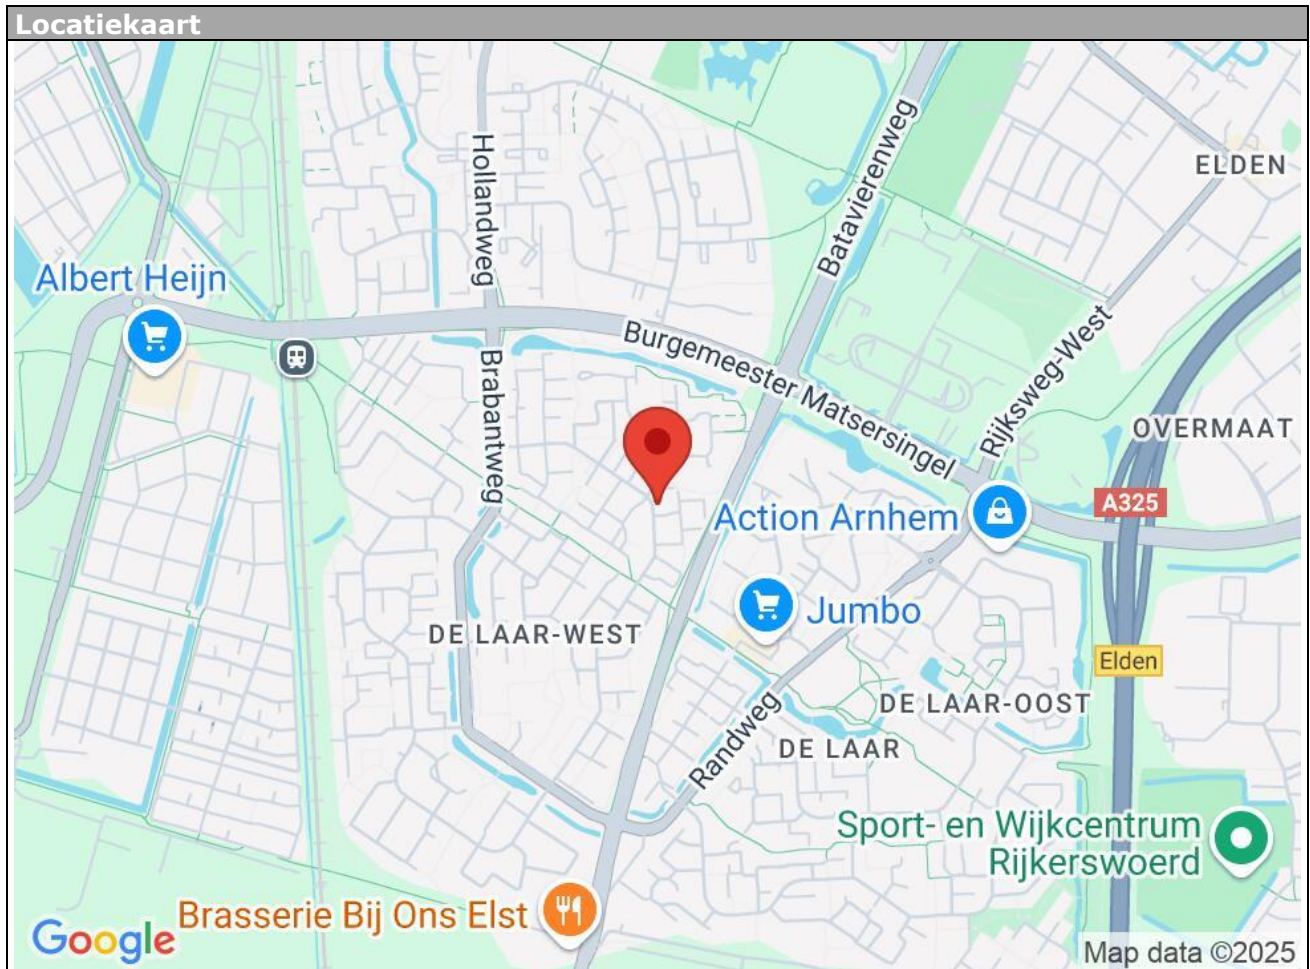 Locatiekaart
Hollandweg
Batavierenweg
ELDEN
Albert Heijn
Burgemeester Matsersingel
Rijksweg-West
Brabantweg
OVERMAAT
A325
Action Arnhem
Jumbo
DE LAAR-WEST
Elden
DE LAAR-OOST
Randweg
DE LAAR
Sport- en Wijkcentrum
Rijkerswoerd
Brasserie Bij Ons Elst
Google
Map data ©2025